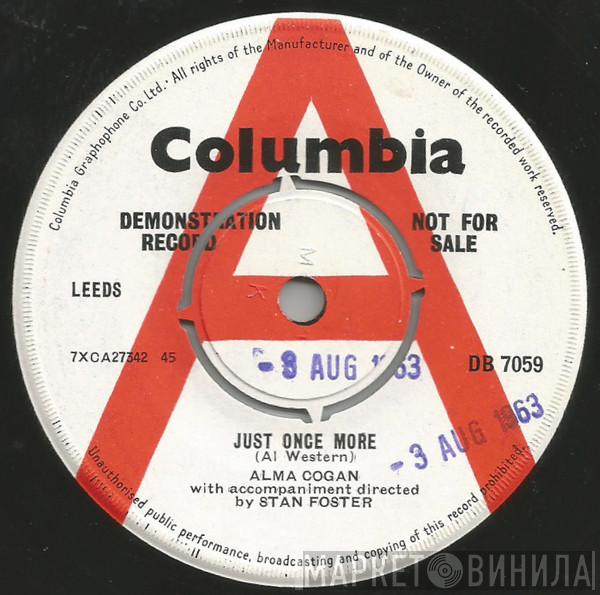 Columbia Graphophone Co. Ltd. · All rights of the Manufacturer and of the Owner of the recorded work reserved.
Columbia
DEMONSTRATION
RECORD
NOT FOR
SALE
M
K
LEEDS
7XCA27342 45
DB 7059
AUG 1963
- 3 AUG 1963
JUST ONCE MORE
(Al Western)
ALMA COGAN
with accompaniment directed
by STAN FOSTER
Unauthorised public performance, broadcasting and copying of this record prohibited.
МАРКЕТ ВИНИЛА